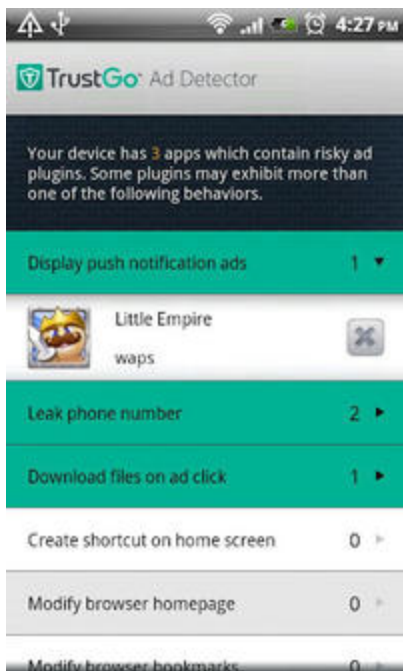 4:27 PM
TrustGo Ad Detector
Your device has 3 apps which contain risky ad
plugins. Some plugins may exhibit more than
one of the following behaviors.
Display push notification ads 1
Little Empire
waps
Leak phone number 2
Download files on ad click 1
Create shortcut on home screen 0
Modify browser homepage 0
Modify browser bookmarks 0